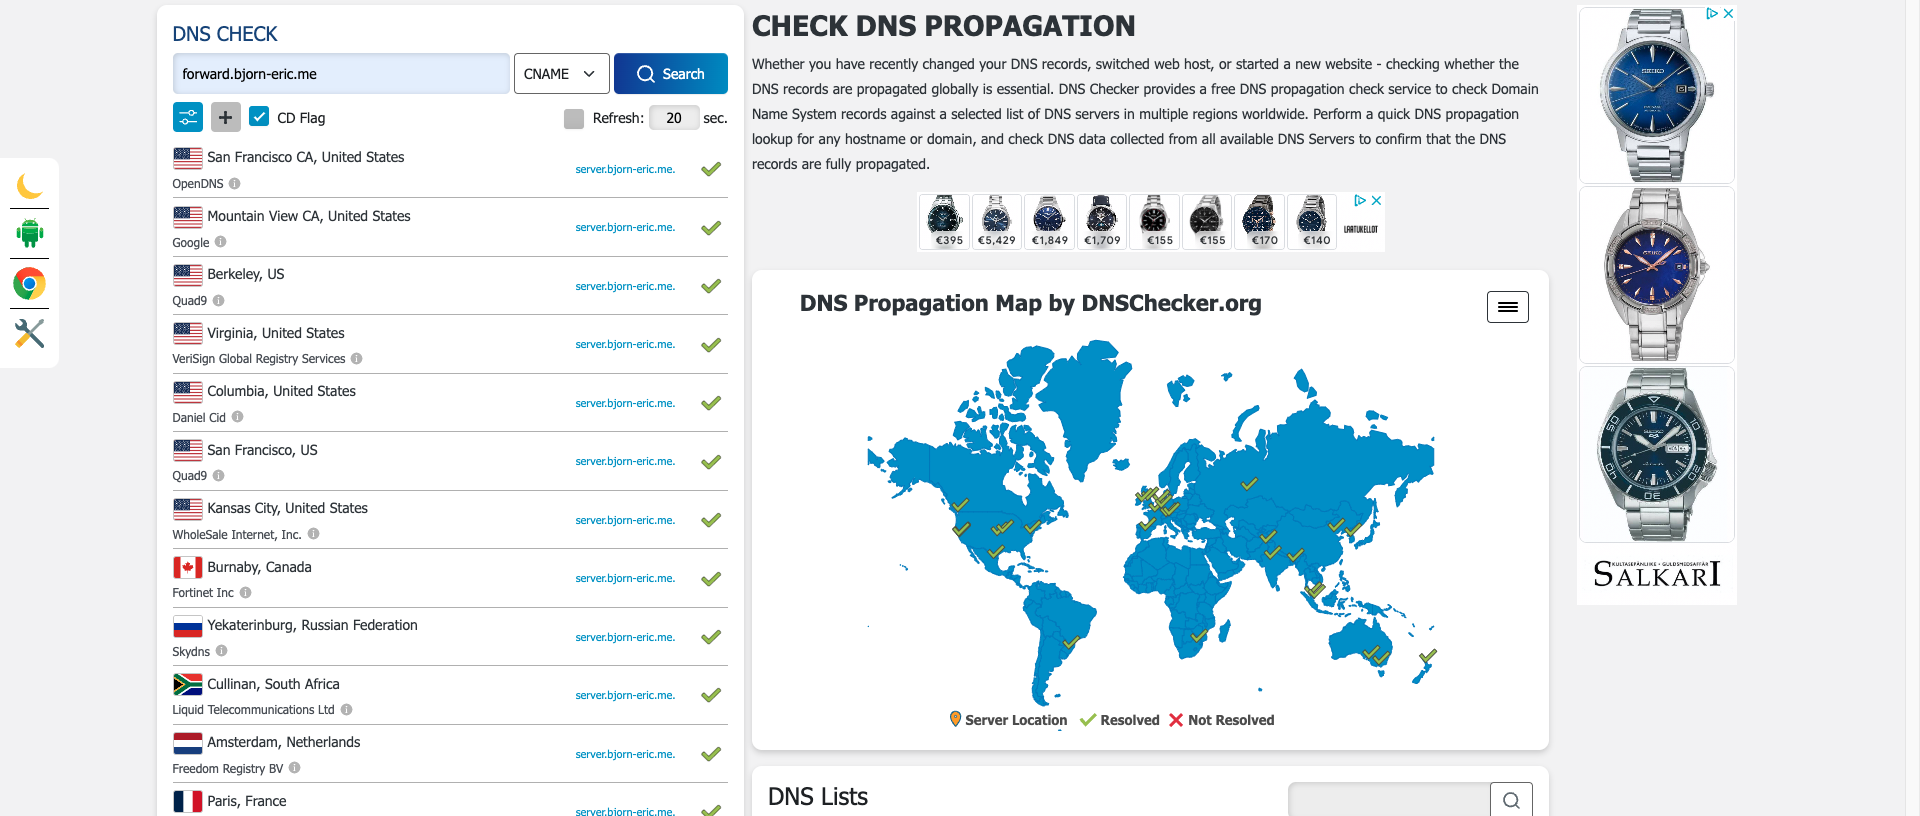 DNS CHECK
forward.bjorn-eric.me
CNAME
Search
CD Flag
Refresh:
20
sec.
San Francisco CA, United States
OpenDNS
server.bjorn-eric.me.
Mountain View CA, United States
Google
server.bjorn-eric.me.
Berkeley, US
Quad9
server.bjorn-eric.me.
Virginia, United States
VeriSign Global Registry Services
server.bjorn-eric.me.
Columbia, United States
Daniel Cid
server.bjorn-eric.me.
San Francisco, US
Quad9
server.bjorn-eric.me.
Kansas City, United States
WholeSale Internet, Inc.
server.bjorn-eric.me.
Burnaby, Canada
Fortinet Inc
server.bjorn-eric.me.
Yekaterinburg, Russian Federation
Skydns
server.bjorn-eric.me.
Cullinan, South Africa
Liquid Telecommunications Ltd
server.bjorn-eric.me.
Amsterdam, Netherlands
Freedom Registry BV
server.bjorn-eric.me.
Paris, France
server.bjorn-eric.me.
CHECK DNS PROPAGATION
Whether you have recently changed your DNS records, switched web host, or started a new website - checking whether the
DNS records are propagated globally is essential. DNS Checker provides a free DNS propagation check service to check Domain
Name System records against a selected list of DNS servers in multiple regions worldwide. Perform a quick DNS propagation
lookup for any hostname or domain, and check DNS data collected from all available DNS Servers to confirm that the DNS
records are fully propagated.
€395
€5,429
€1,849
€1,709
€155
€155
€170
€140
LAATUKELLOT
DNS Propagation Map by DNSChecker.org
Server Location
Resolved
Not Resolved
DNS Lists
SEIKO
SEIKO
SEIKO
KULTASEPÄNLIIKE • GULDSMEDSAFFÄR
SALKARI